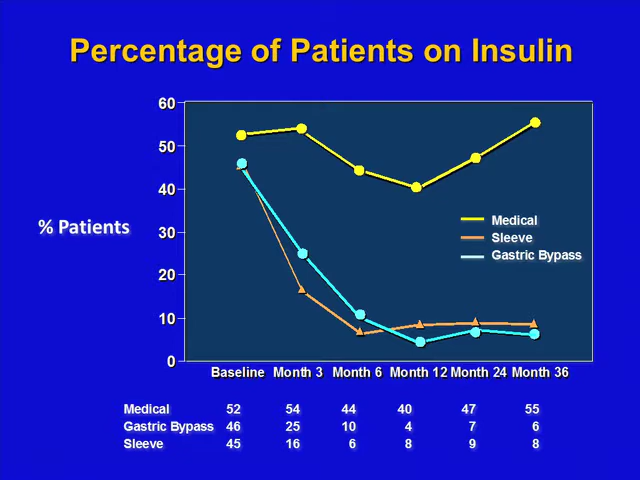 Percentage of Patients on Insulin
60
50
40
30
20
10
0
% Patients
Medical
Sleeve
Gastric Bypass
Baseline Month 3 Month 6 Month 12 Month 24 Month 36
Medical 52 54 44 40 47 55
Gastric Bypass 46 25 10 4 7 6
Sleeve 45 16 6 8 9 8